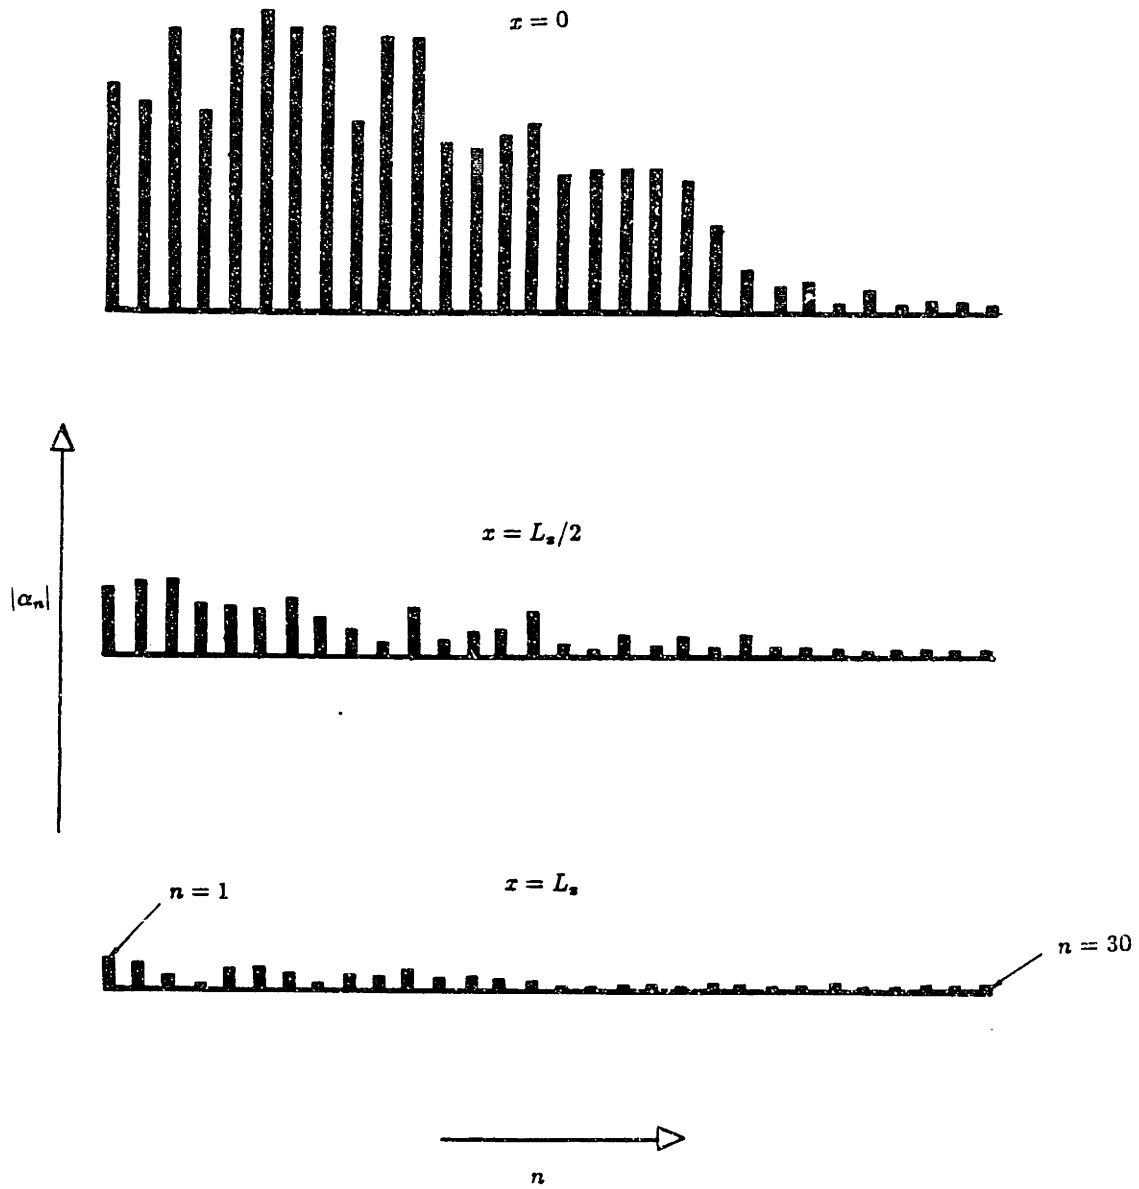 x = 0
x = L_z/2
|α_n|
x = L_z
n = 1
n = 30
n